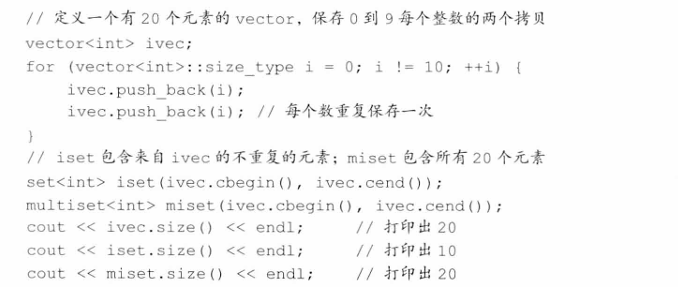 // 定义一个有 20 个元素的 vector, 保存 0 到 9 每个整数的两个拷贝
vector<int> ivec;
for (vector<int>::size_type i = 0; i != 10; ++i) {
    ivec.push_back(i);
    ivec.push_back(i); // 每个数重复保存一次
}
// iset 包含来自 ivec 的不重复的元素；miset 包含所有 20 个元素
set<int> iset(ivec.cbegin(), ivec.cend());
multiset<int> miset(ivec.cbegin(), ivec.cend());
cout << ivec.size() << endl;     // 打印出 20
cout << iset.size() << endl;     // 打印出 10
cout << miset.size() << endl;    // 打印出 20